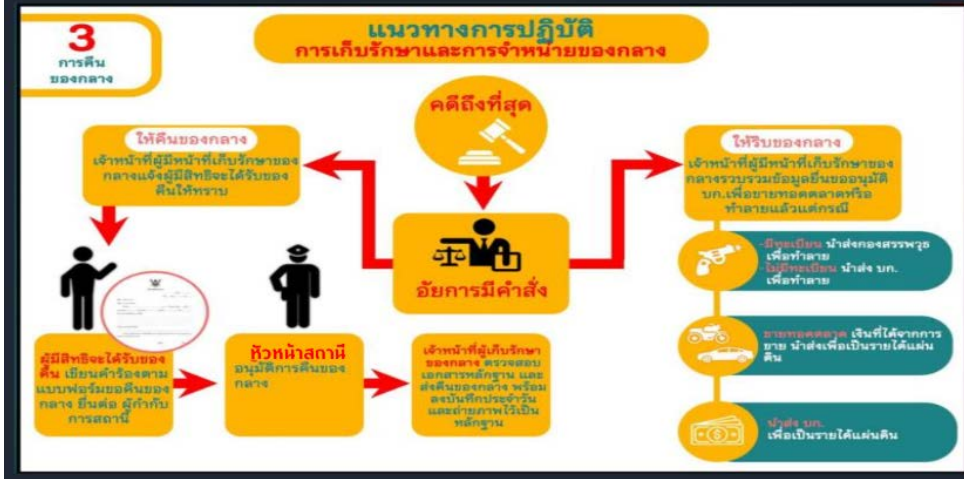 3
การคืน
ของกลาง
แนวทางการปฏิบัติ
การเก็บรักษาและการจำหน่ายของกลาง
คดีถึงที่สุด
ให้คืนของกลาง
เจ้าหน้าที่ผู้มีหน้าที่เก็บรักษาของ
กลางแจ้งผู้มีสิทธิจะได้รับของ
คืนให้ทราบ
ให้ริบของกลาง
เจ้าหน้าที่ผู้มีหน้าที่เก็บรักษาของ
กลางรวบรวมข้อมูลยื่นขออนุมัติ
บก.เพื่อขายทอดตลาดหรือ
ทำลายแล้วแต่กรณี
อัยการมีคำสั่ง
-มีทะเบียน นำส่งกองสรรพวุธ
เพื่อทำลาย
-ไม่มีทะเบียน นำส่ง บก.
เพื่อทำลาย
ขายทอดตลาด เงินที่ได้จากการ
ขาย นำส่งเพื่อเป็นรายได้แผ่น
ดิน
นำส่ง บก.
เพื่อเป็นรายได้แผ่นดิน
ผู้มีสิทธิจะได้รับของ
คืน เขียนคำร้องตาม
แบบฟอร์มขอคืนของ
กลาง ยื่นต่อ ผู้กำกับ
การสถานี
หัวหน้าสถานี
อนุมัติการคืนของ
กลาง
เจ้าหน้าที่ผู้เก็บรักษา
ของกลาง ตรวจสอบ
เอกสารหลักฐาน และ
ส่งคืนของกลาง พร้อม
ลงบันทึกประจำวัน
และถ่ายภาพไว้เป็น
หลักฐาน